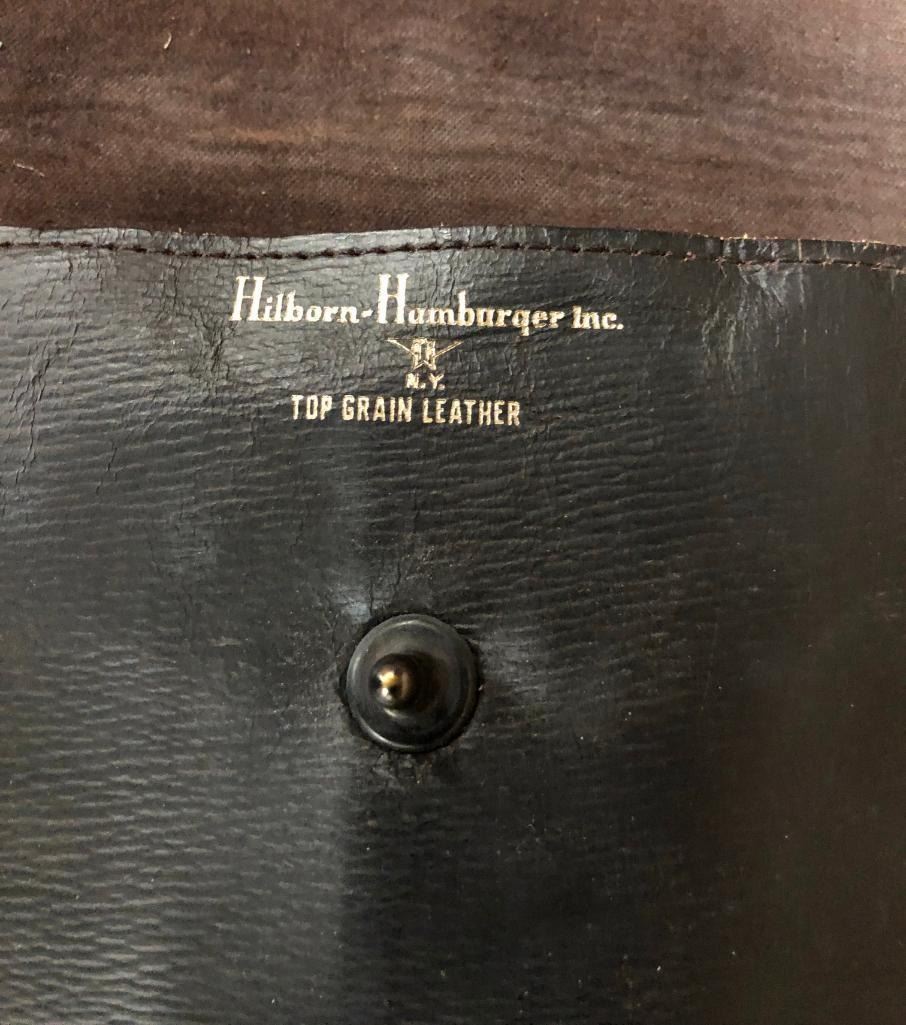 Hilborn-Hamburger Inc.
N.Y.
TOP GRAIN LEATHER